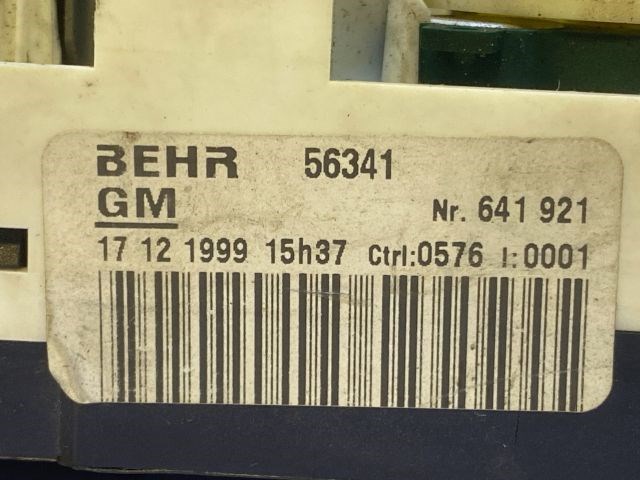 BEHR 56341
GM Nr. 641 921
17 12 1999 15h37 Ctrl:0576 I:0001